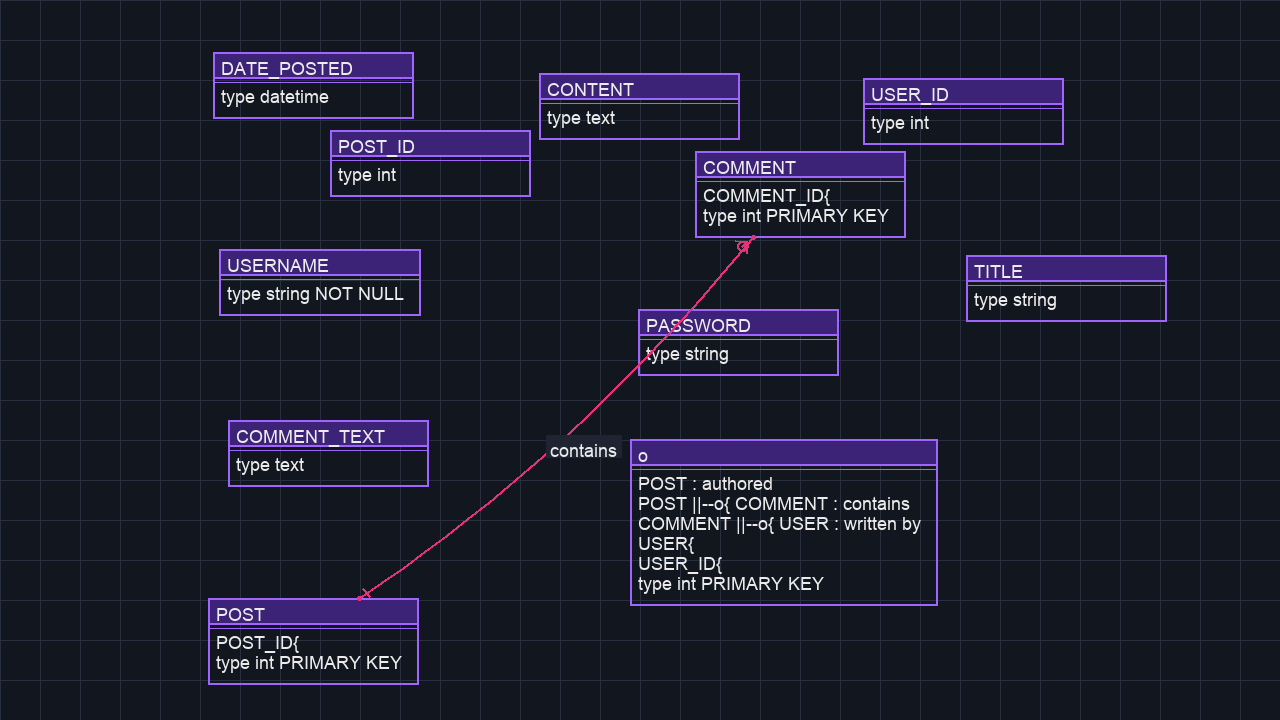 DATE_POSTED
type datetime
CONTENT
type text
USER_ID
type int
POST_ID
type int
COMMENT
COMMENT_ID{
type int PRIMARY KEY
USERNAME
type string NOT NULL
TITLE
type string
PASSWORD
type string
COMMENT_TEXT
type text
contains
o
POST : authored
POST ||--o{ COMMENT : contains
COMMENT ||--o{ USER : written by
USER{
USER_ID{
type int PRIMARY KEY
POST
POST_ID{
type int PRIMARY KEY